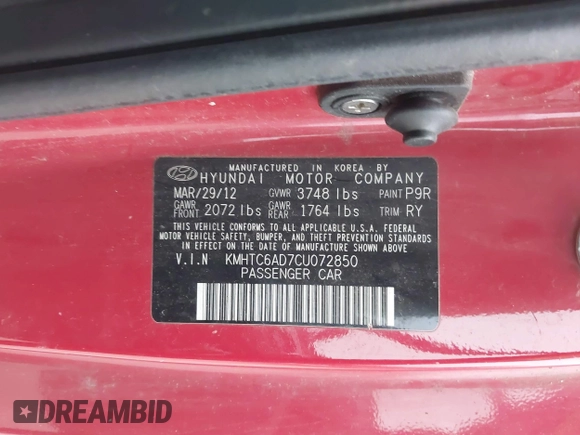 MANUFACTURED IN KOREA BY
HYUNDAI MOTOR COMPANY
MAR/29/12 GVWR 3748 lbs PAINT P9R
GAWR FRONT 2072 lbs GAWR REAR 1764 lbs TRIM RY
THIS VEHICLE CONFORMS TO ALL APPLICABLE U.S.A. FEDERAL
MOTOR VEHICLE SAFETY, BUMPER, AND THEFT PREVENTION STANDARDS
IN EFFECT ON THE DATE OF MANUFACTURE SHOWN ABOVE
V.I.N KMHTC6AD7CU072850
PASSENGER CAR
DREAMBID